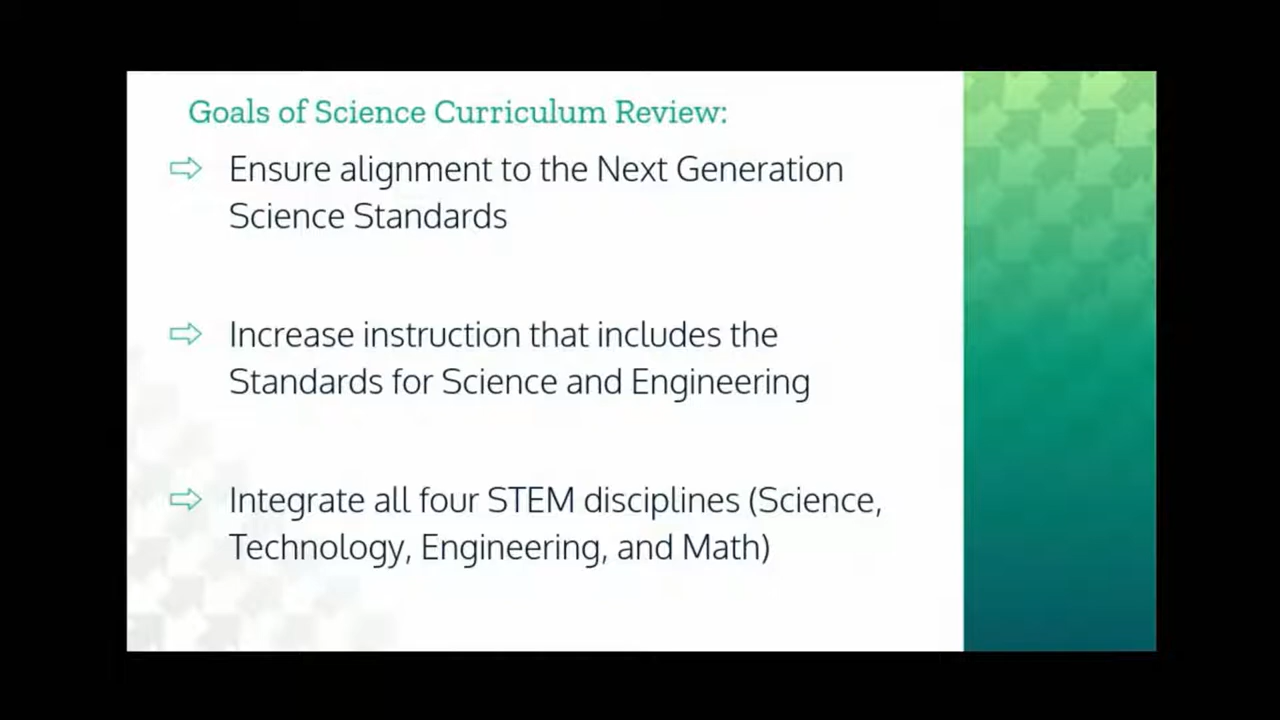 Goals of Science Curriculum Review:
⇨ Ensure alignment to the Next Generation
Science Standards
⇨ Increase instruction that includes the
Standards for Science and Engineering
⇨ Integrate all four STEM disciplines (Science,
Technology, Engineering, and Math)